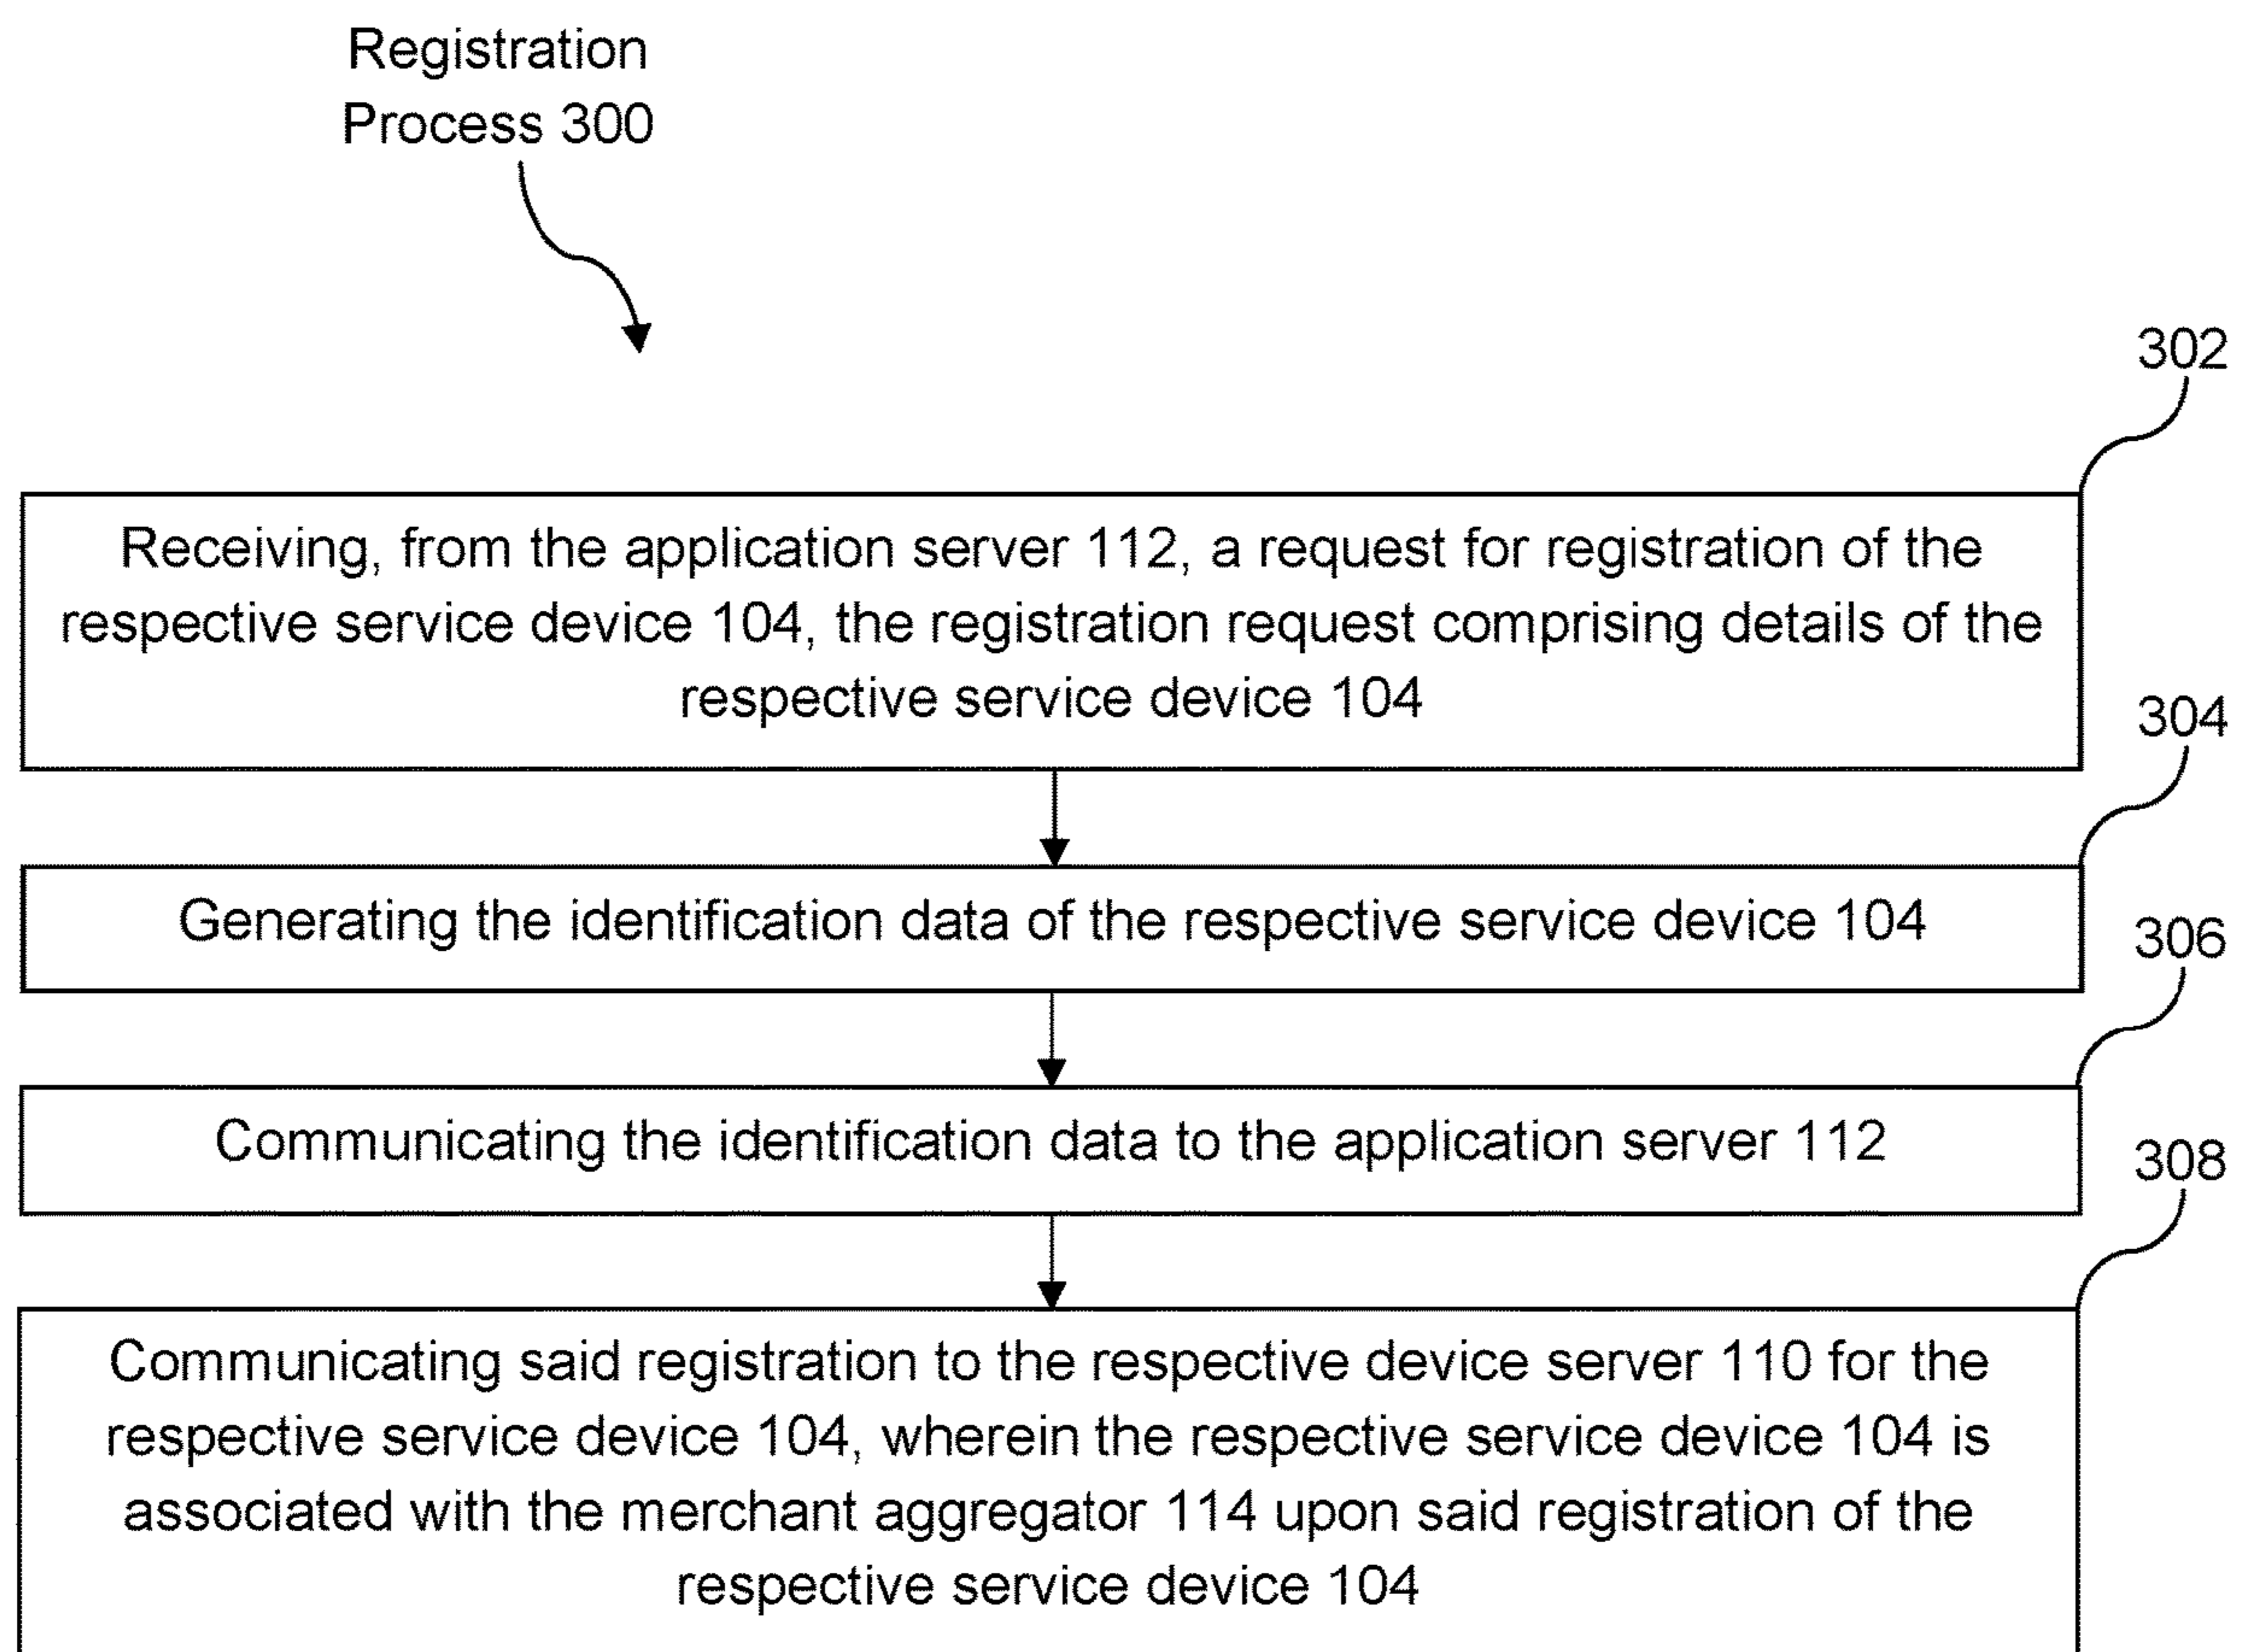 Registration
Process 300
302
Receiving, from the application server 112, a request for registration of the
respective service device 104, the registration request comprising details of the
respective service device 104
304
Generating the identification data of the respective service device 104
306
Communicating the identification data to the application server 112
308
Communicating said registration to the respective device server 110 for the
respective service device 104, wherein the respective service device 104 is
associated with the merchant aggregator 114 upon said registration of the
respective service device 104